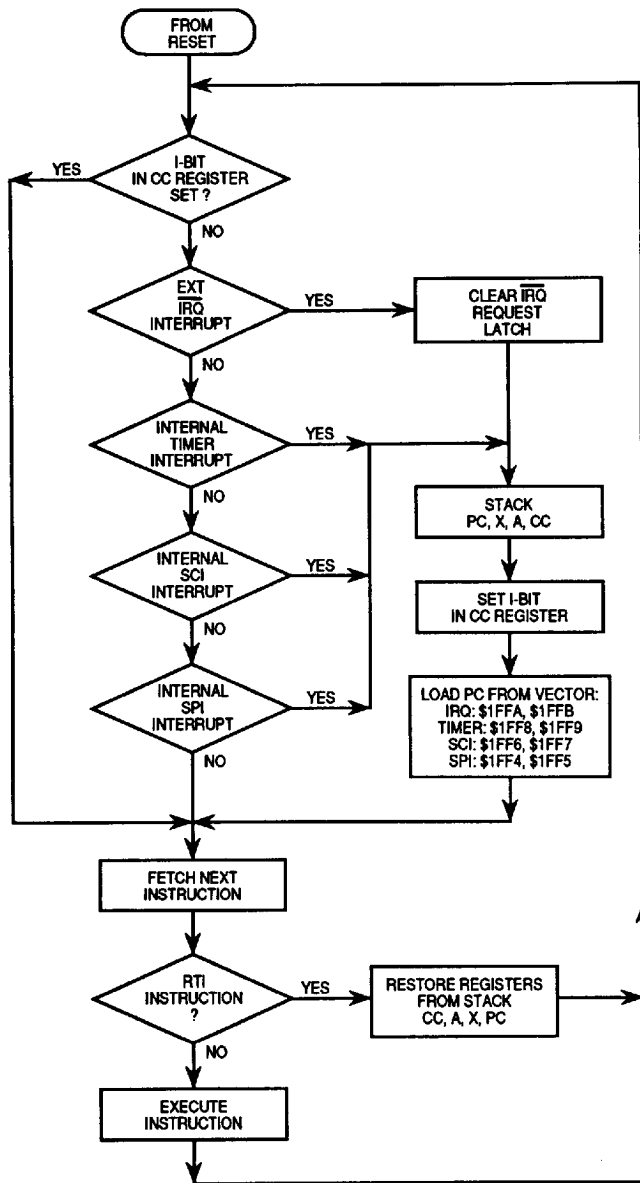 FROM
RESET
I-BIT
IN CC REGISTER
SET ?
YES
NO
EXT
I̅R̅Q̅
INTERRUPT
YES
NO
CLEAR I̅R̅Q̅
REQUEST
LATCH
INTERNAL
TIMER
INTERRUPT
YES
NO
STACK
PC, X, A, CC
INTERNAL
SCI
INTERRUPT
YES
NO
SET I-BIT
IN CC REGISTER
INTERNAL
SPI
INTERRUPT
YES
NO
LOAD PC FROM VECTOR:
IRQ: $1FFA, $1FFB
TIMER: $1FF8, $1FF9
SCI: $1FF6, $1FF7
SPI: $1FF4, $1FF5
FETCH NEXT
INSTRUCTION
RTI
INSTRUCTION
?
YES
NO
RESTORE REGISTERS
FROM STACK
CC, A, X, PC
EXECUTE
INSTRUCTION